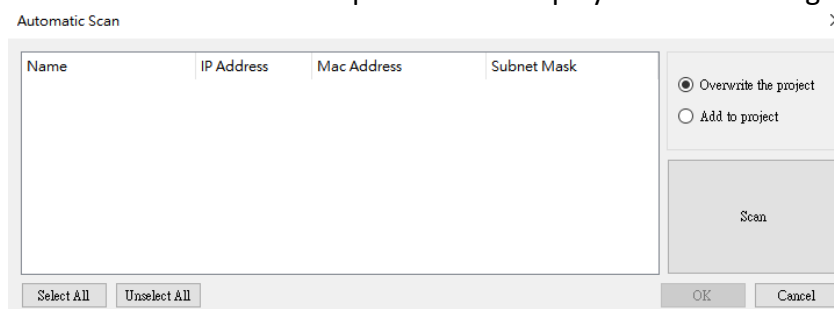 Automatic Scan
Name IP Address Mac Address Subnet Mask
Overwrite the project
Add to project
Scan
Select All Unselect All OK Cancel